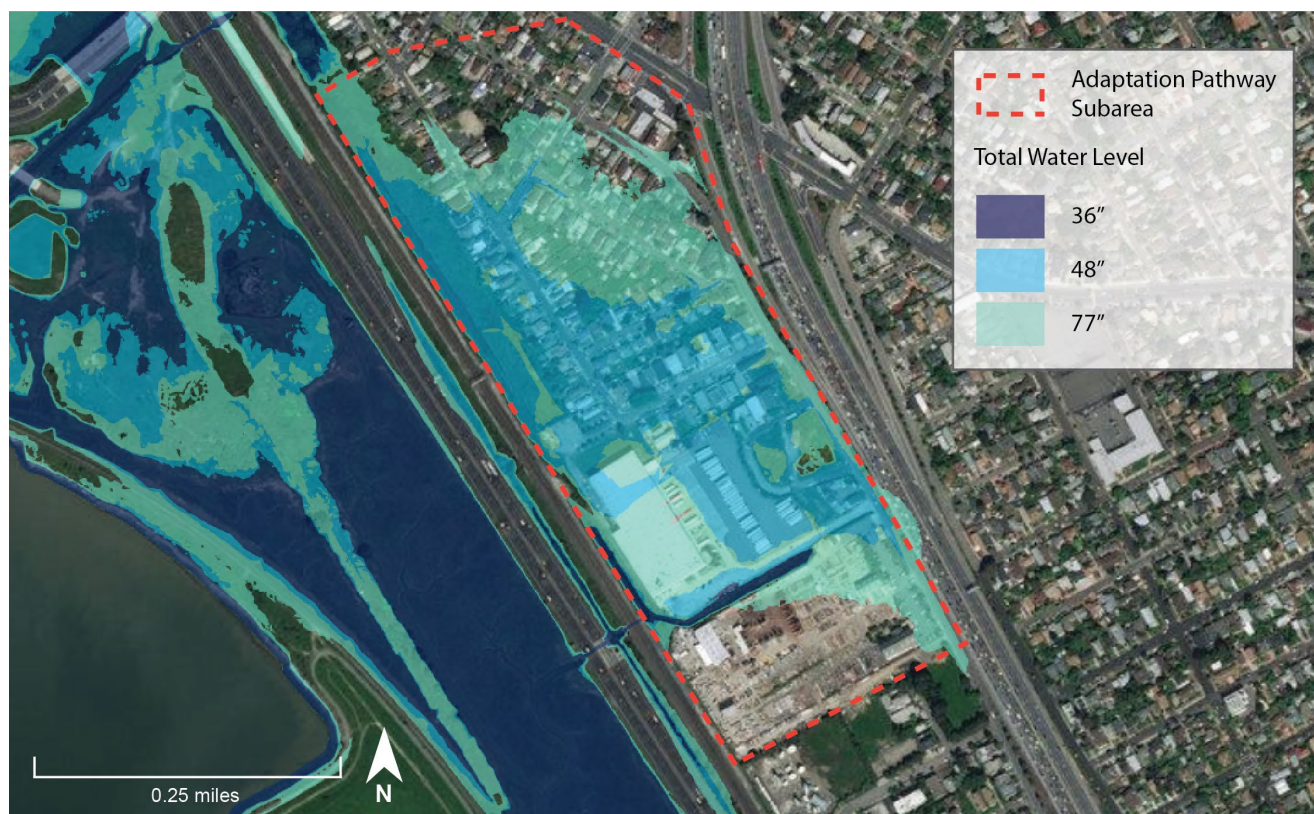 Adaptation Pathway
Subarea
Total Water Level
36”
48”
77”
0.25 miles
N